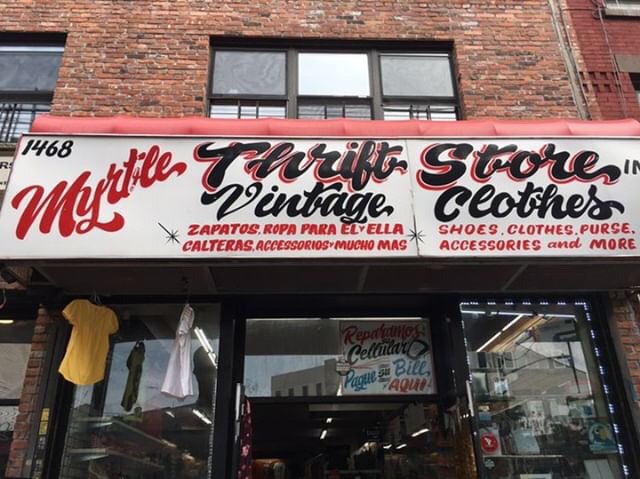 1468
Myrtle Thrift Store
Vintage Clothes
ZAPATOS, ROPA PARA EL Y ELLA
CALTERAS, ACCESSORIOS Y MUCHO MAS
SHOES, CLOTHES, PURSE,
ACCESSORIES and MORE
Reparamos
Cellular
Pague su Bill,
AQUI